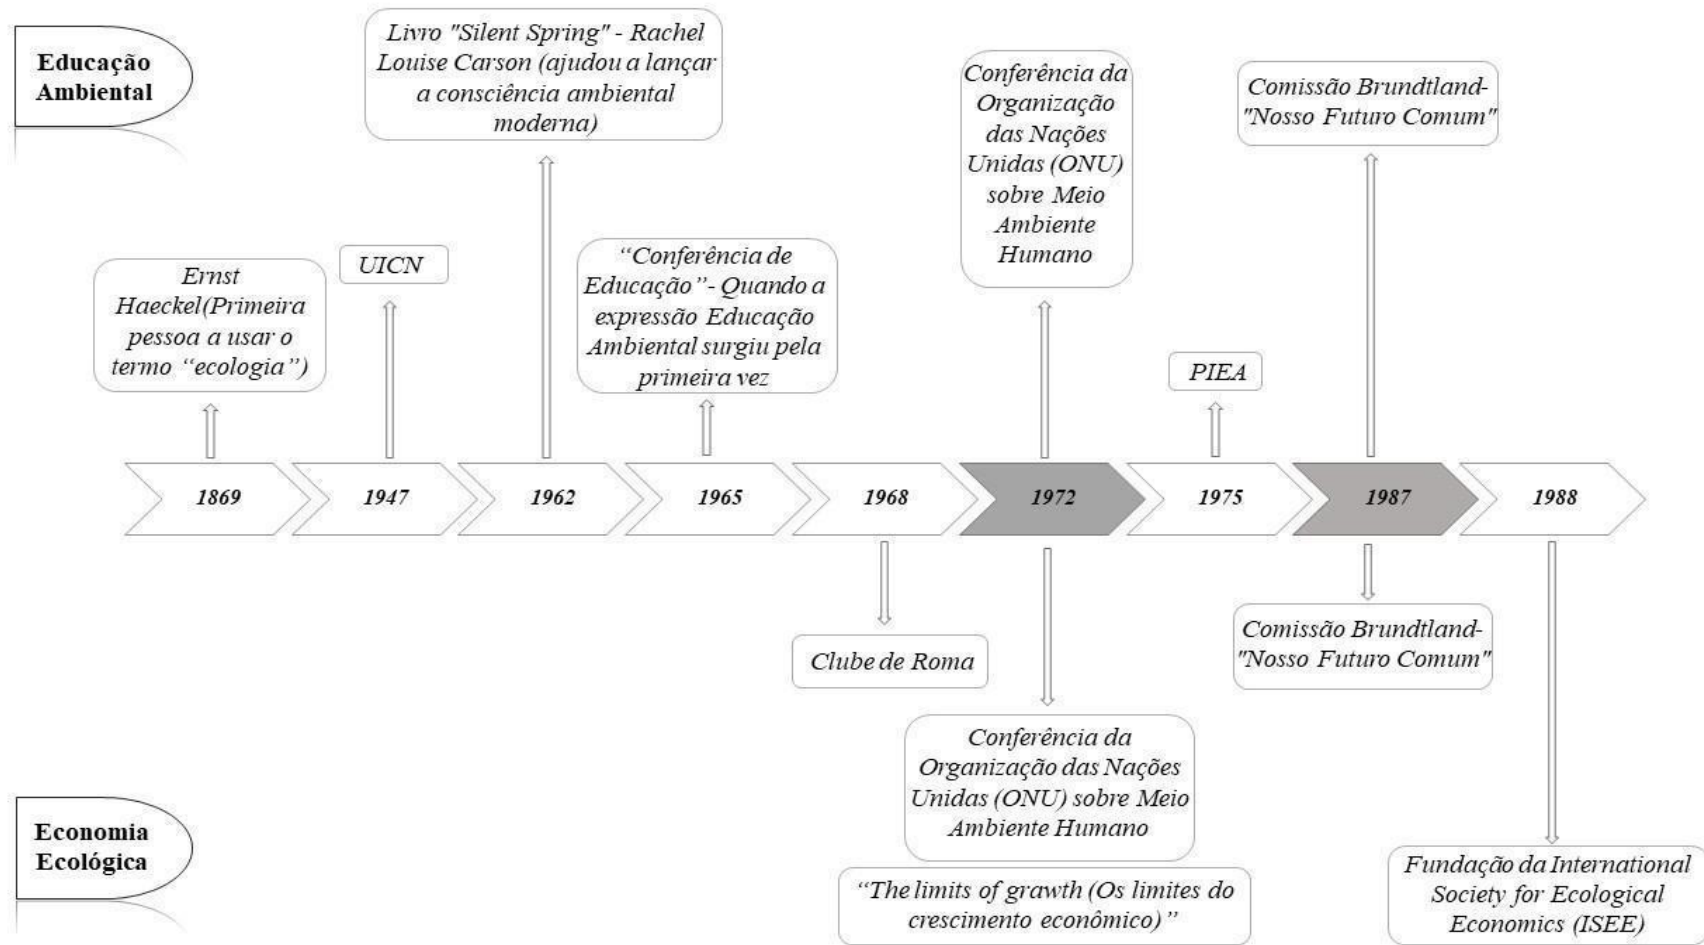 Educação
Ambiental
Livro "Silent Spring" - Rachel
Louise Carson (ajudou a lançar
a consciência ambiental
moderna)
Conferência da
Organização
das Nações
Unidas (ONU)
sobre Meio
Ambiente
Humano
Comissão Brundtland-
"Nosso Futuro Comum"
Ernst
Haeckel(Primeira
pessoa a usar o
termo “ecologia”)
UICN
“Conferência de
Educação”- Quando a
expressão Educação
Ambiental surgiu pela
primeira vez
PIEA
1869
1947
1962
1965
1968
1972
1975
1987
1988
Clube de Roma
Comissão Brundtland-
"Nosso Futuro Comum"
Conferência da
Organização das Nações
Unidas (ONU) sobre Meio
Ambiente Humano
“The limits of grawth (Os limites do
crescimento econômico)”
Fundação da International
Society for Ecological
Economics (ISEE)
Economia
Ecológica